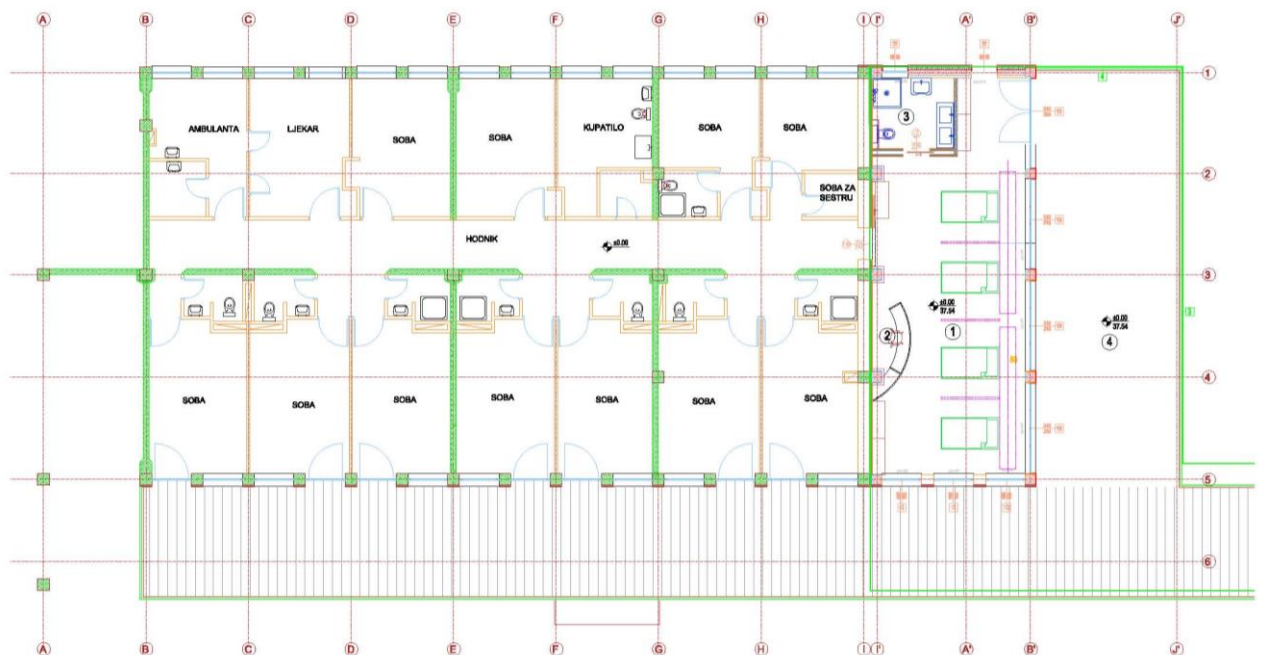 A B C D E F G H I I' A' B' J'
1
AMBULANTA LJEKAR SOBA SOBA KUPATILO SOBA SOBA
3
4
2
SOBA ZA
SESTRU
HODNIK
±0.00
3
±0.00
37.54
1
2
±0.00
37.54
4
4
SOBA SOBA SOBA SOBA SOBA SOBA SOBA
5
6
A B C D E F G H I I' A' B' J'